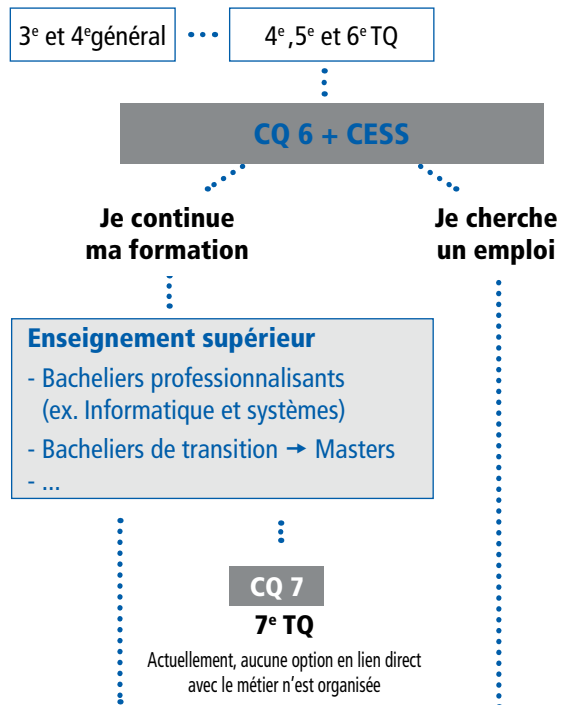 3e et 4egénéral ••• 4e ,5e et 6e TQ
CQ 6 + CESS
Je continue
ma formation
Je cherche
un emploi
Enseignement supérieur
- Bacheliers professionnalisants
(ex. Informatique et systèmes)
- Bacheliers de transition → Masters
- ...
CQ 7
7e TQ
Actuellement, aucune option en lien direct
avec le métier n’est organisée